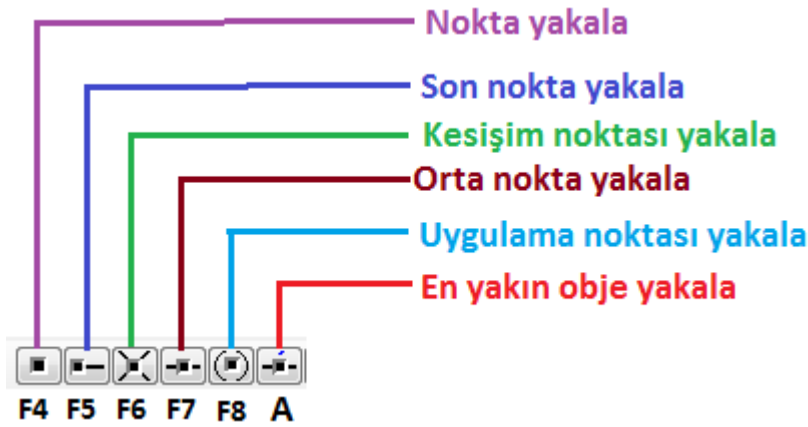 Nokta yakala
Son nokta yakala
Kesişim noktası yakala
Orta nokta yakala
Uygulama noktası yakala
En yakın obje yakala
F4 F5 F6 F7 F8 A